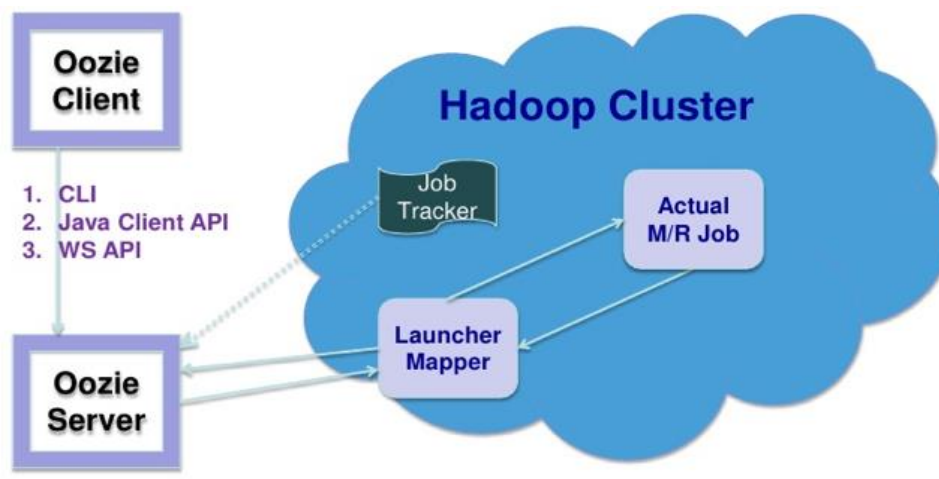 Oozie
Client
Hadoop Cluster
1. CLI
2. Java Client API
3. WS API
Job
Tracker
Actual
M/R Job
Launcher
Mapper
Oozie
Server